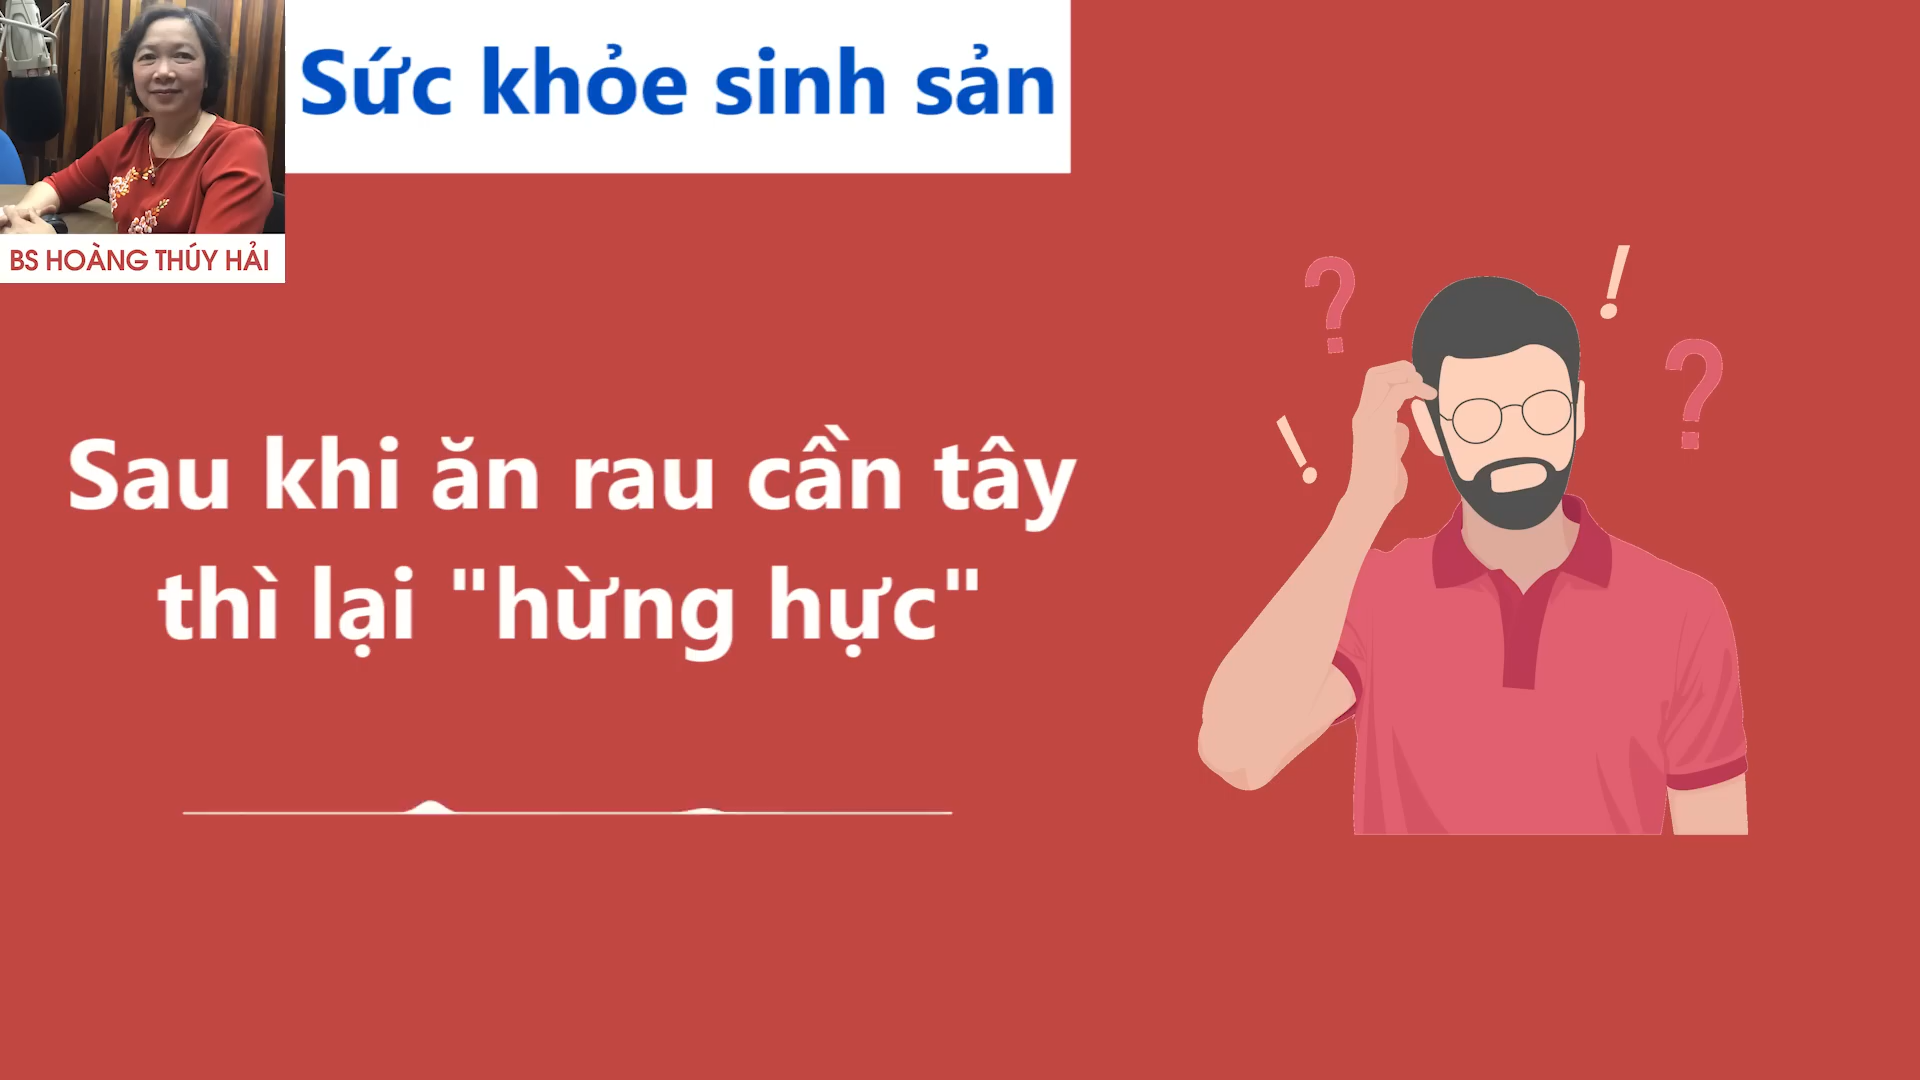 Sức khỏe sinh sản
BS HOÀNG THÚY HẢI
Sau khi ăn rau cần tây
thì lại "hừng hực"
? ! ? !